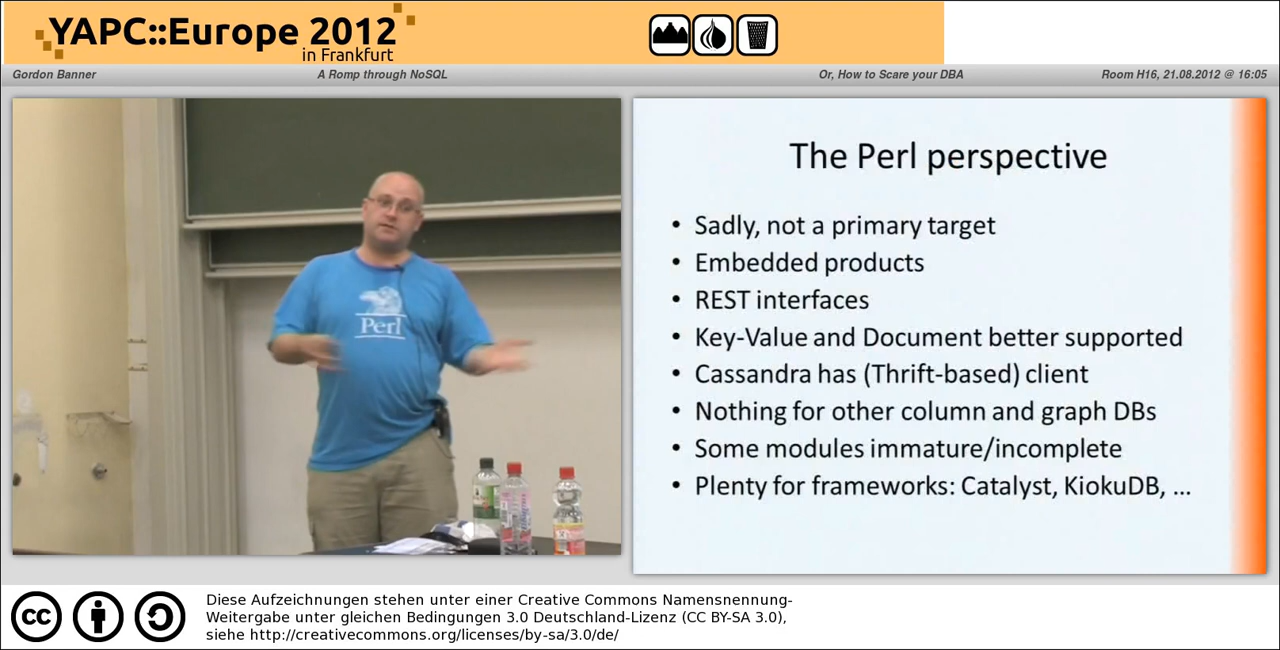 YAPC::Europe 2012
in Frankfurt
Gordon Banner
A Romp through NoSQL
Or, How to Scare your DBA
Room H16, 21.08.2012 @ 16:05
Perl
The Perl perspective
• Sadly, not a primary target
• Embedded products
• REST interfaces
• Key-Value and Document better supported
• Cassandra has (Thrift-based) client
• Nothing for other column and graph DBs
• Some modules immature/incomplete
• Plenty for frameworks: Catalyst, KiokuDB, ...
cc
Diese Aufzeichnungen stehen unter einer Creative Commons Namensnennung-
Weitergabe unter gleichen Bedingungen 3.0 Deutschland-Lizenz (CC BY-SA 3.0),
siehe http://creativecommons.org/licenses/by-sa/3.0/de/